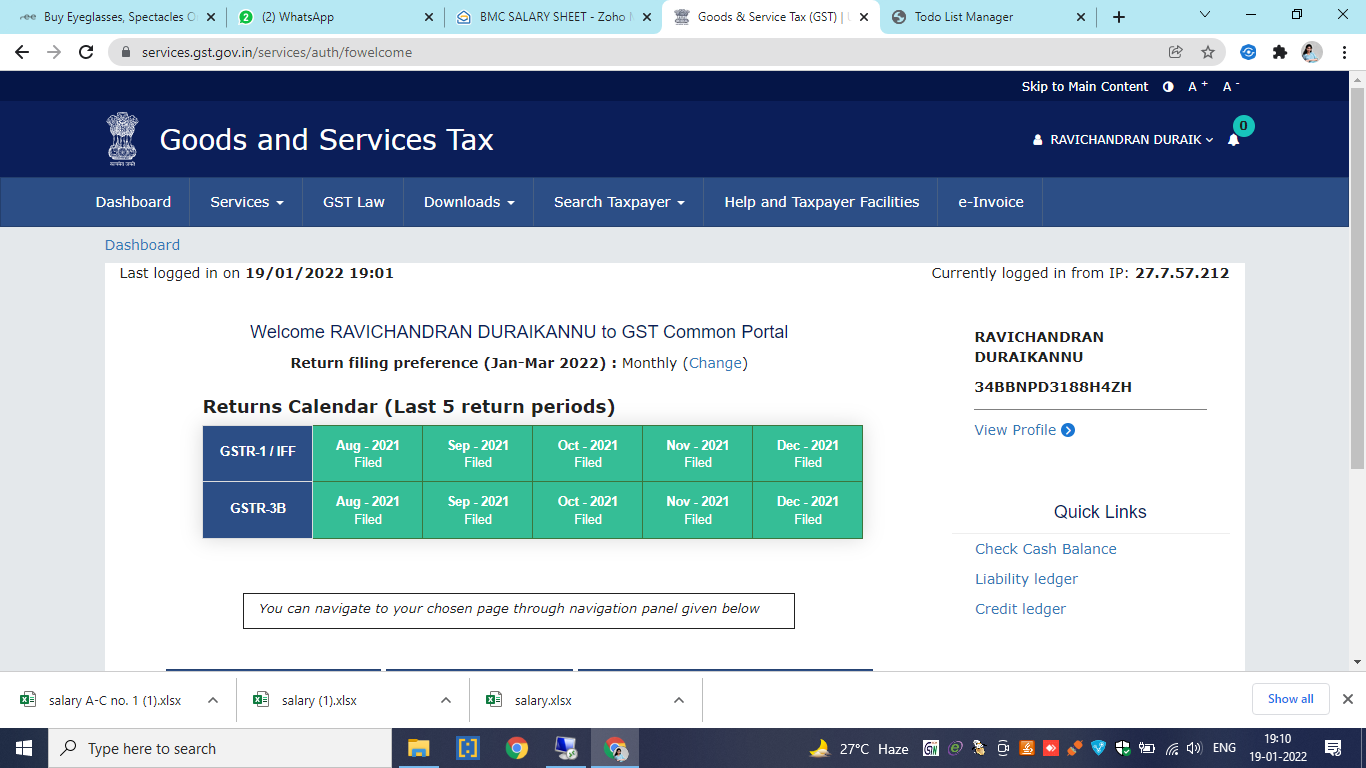 Buy Eyeglasses, Spectacles O
(2) WhatsApp
BMC SALARY SHEET - Zoho
Goods & Service Tax (GST) |
Todo List Manager
services.gst.gov.in/services/auth/fowelcome
Skip to Main Content A + A -
Goods and Services Tax
RAVICHANDRAN DURAIK
0
Dashboard Services GST Law Downloads Search Taxpayer Help and Taxpayer Facilities e-Invoice
Dashboard
Last logged in on 19/01/2022 19:01
Currently logged in from IP: 27.7.57.212
Welcome RAVICHANDRAN DURAIKANNU to GST Common Portal
Return filing preference (Jan-Mar 2022) : Monthly (Change)
Returns Calendar (Last 5 return periods)
GSTR-1 / IFF
Aug - 2021 Sep - 2021 Oct - 2021 Nov - 2021 Dec - 2021
Filed Filed Filed Filed Filed
GSTR-3B
Aug - 2021 Sep - 2021 Oct - 2021 Nov - 2021 Dec - 2021
Filed Filed Filed Filed Filed
You can navigate to your chosen page through navigation panel given below
RAVICHANDRAN
DURAIKANNU
34BBNPD3188H4ZH
View Profile
Quick Links
Check Cash Balance
Liability ledger
Credit ledger
salary A-C no. 1 (1).xlsx
salary (1).xlsx
salary.xlsx
Show all
Type here to search
27°C Haze
ENG
19:10
19-01-2022